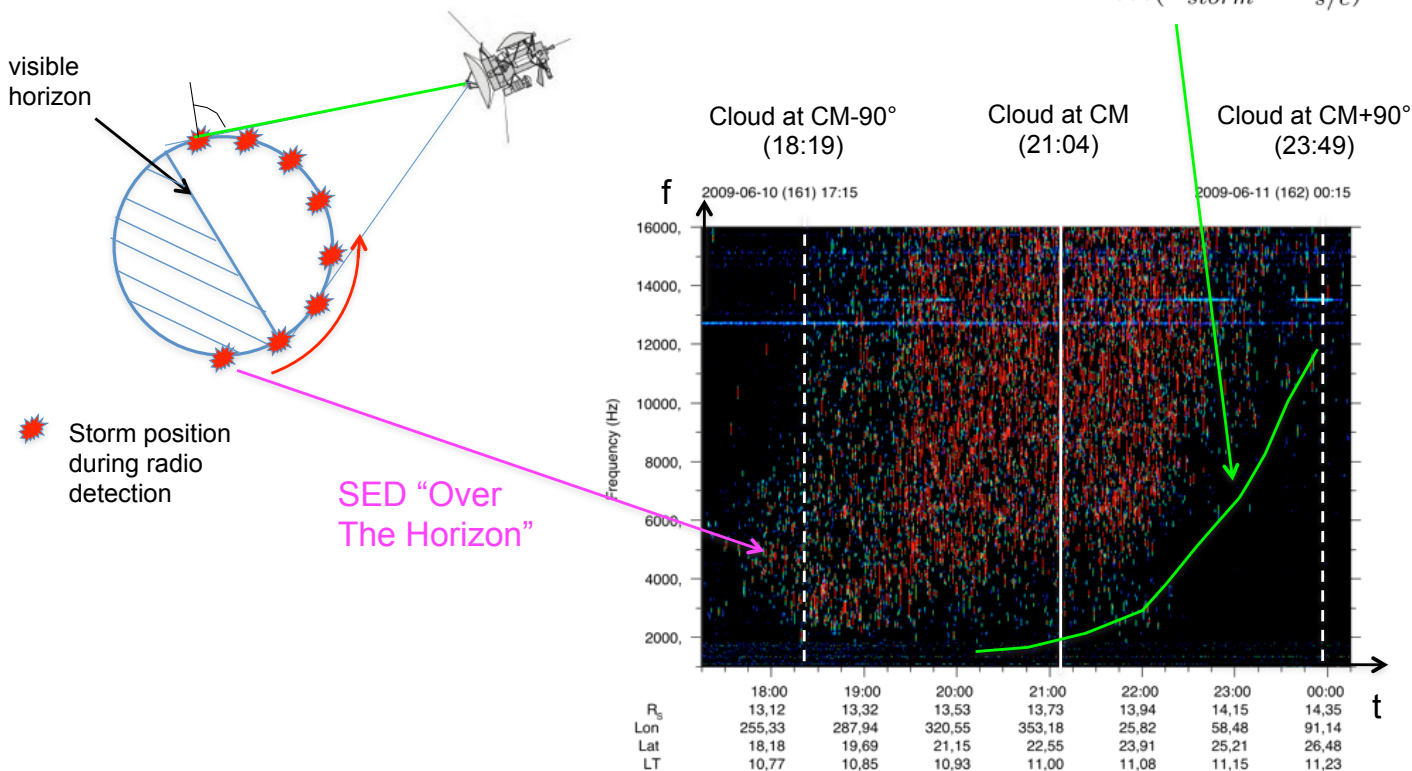 storm s/c
visible
horizon
Cloud at CM-90°
(18:19)
Cloud at CM
(21:04)
Cloud at CM+90°
(23:49)
f
2009-06-10 (161) 17:15
2009-06-11 (162) 00:15
16000,
14000,
12000,
10000,
8000,
6000,
4000,
2000,
Frequency (Hz)
Storm position
during radio
detection
SED “Over
The Horizon”
t
18:00 19:00 20:00 21:00 22:00 23:00 00:00
RS 13,12 13,32 13,53 13,73 13,94 14,15 14,35
Lon 255,33 287,94 320,55 353,18 25,82 58,48 91,14
Lat 18,18 19,69 21,15 22,55 23,91 25,21 26,48
LT 10,77 10,85 10,93 11,00 11,08 11,15 11,23